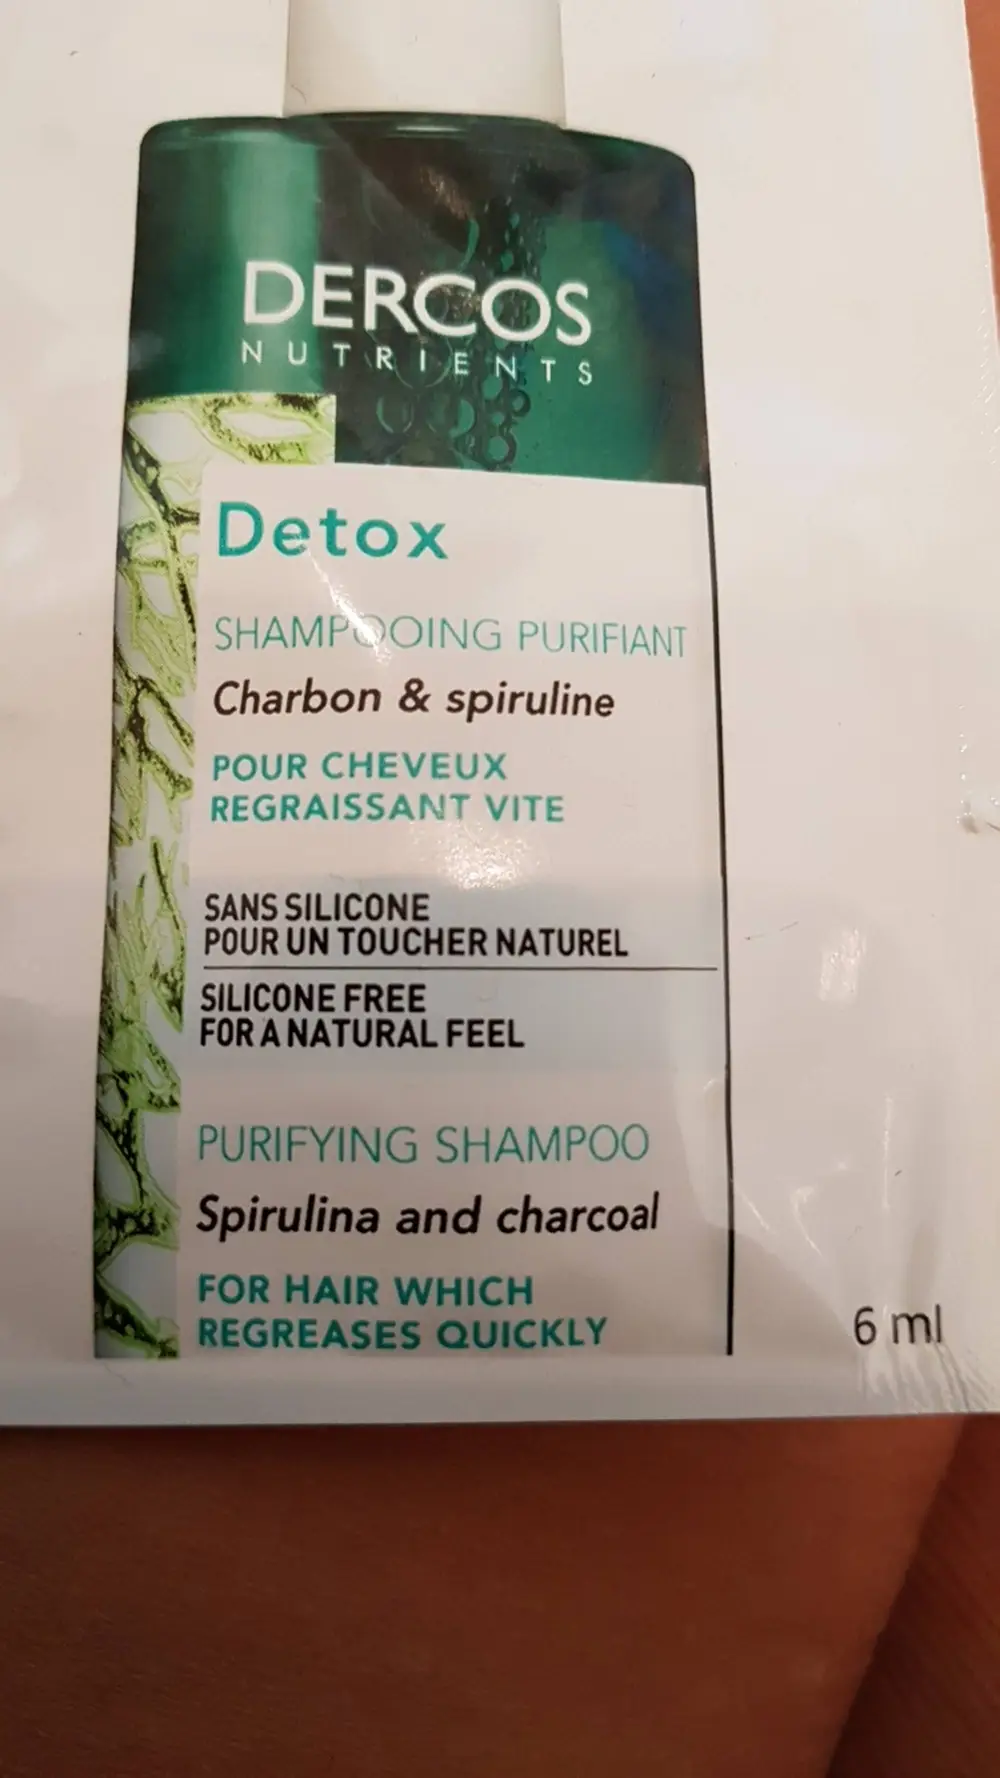 DERCOS
NUTRIENTS
Detox
SHAMPOOING PURIFIANT
Charbon & spiruline
POUR CHEVEUX
REGRAISSANT VITE
SANS SILICONE
POUR UN TOUCHER NATUREL
SILICONE FREE
FOR A NATURAL FEEL
PURIFYING SHAMPOO
Spirulina and charcoal
FOR HAIR WHICH
REGREASES QUICKLY
6 ml